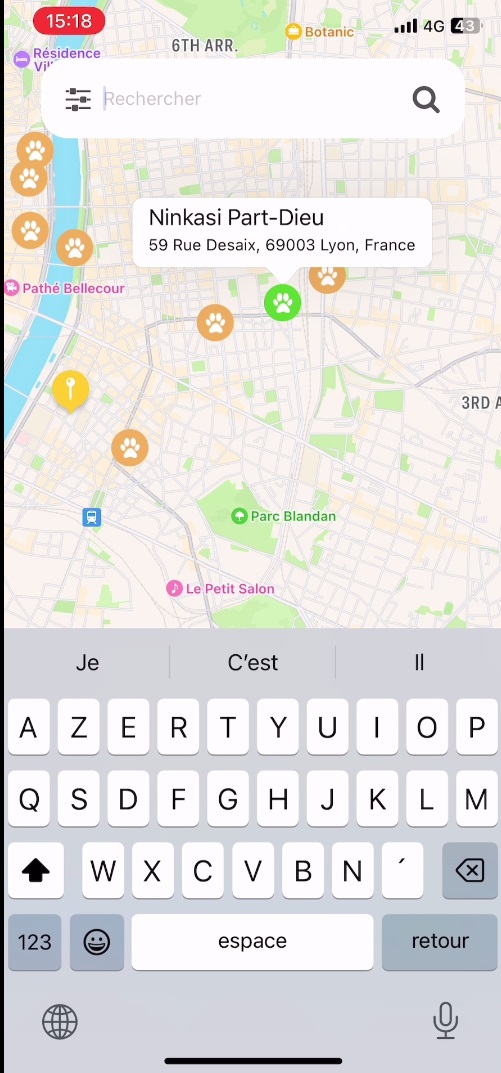 15:18
4G
43
6TH ARR.
Botanic
Résidence
Vill
Rechercher
Ninkasi Part-Dieu
59 Rue Desaix, 69003 Lyon, France
Pathé Bellecour
3RD A
Parc Blandan
Le Petit Salon
Je C’est Il
A Z E R T Y U I O P
Q S D F G H J K L M
W X C V B N ´
123 espace retour